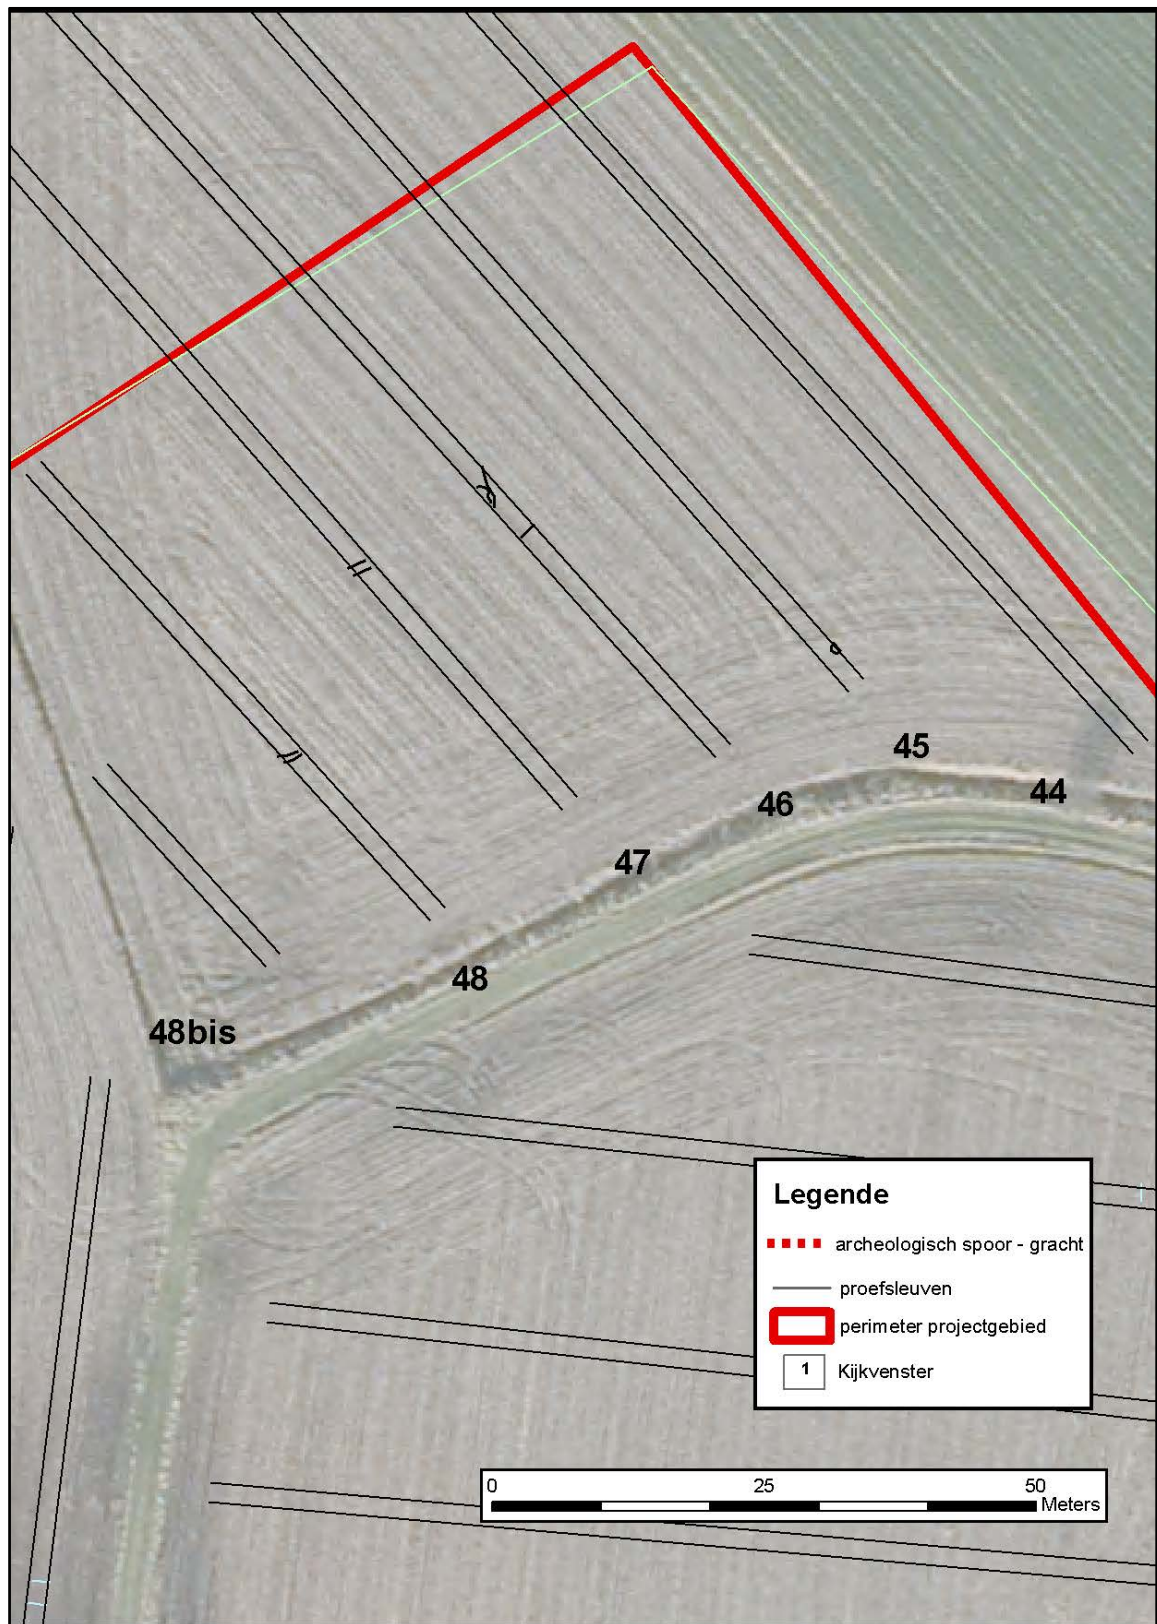 45
44
46
47
48
48bis
Legende
archeologisch spoor - gracht
proefsleuven
perimeter projectgebied
1 Kijkvenster
0 25 50
Meters